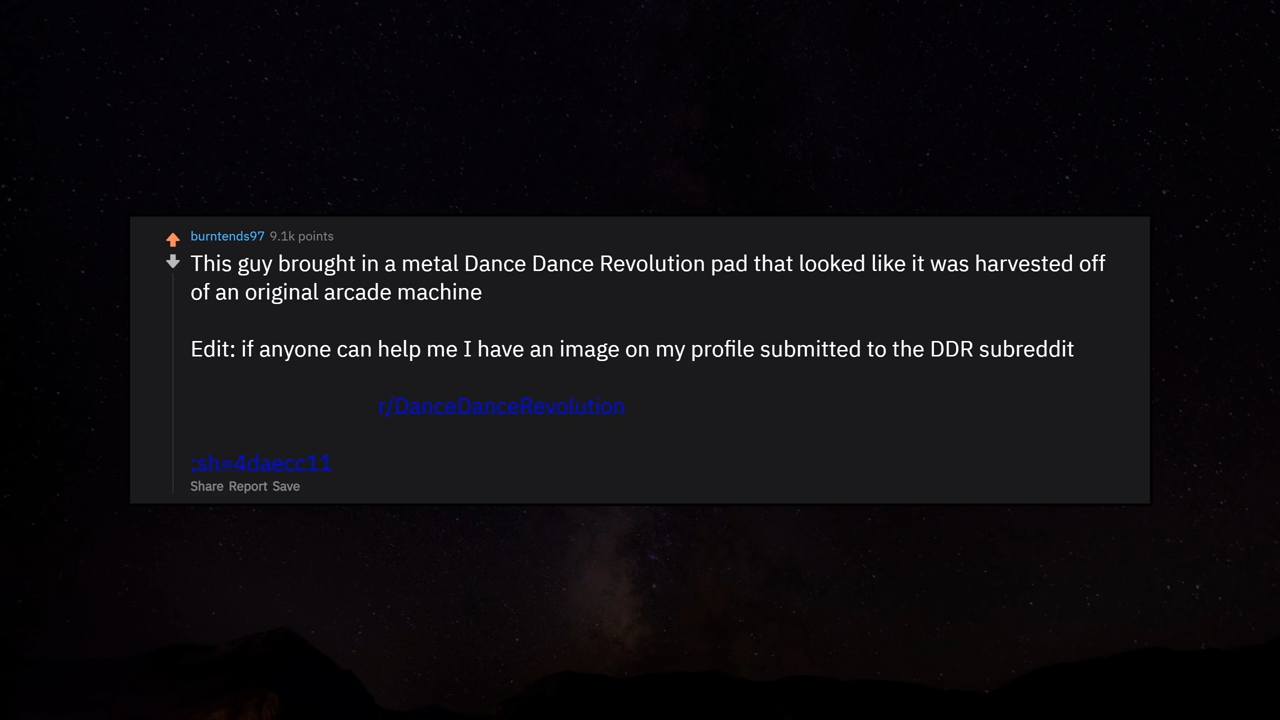 burntends97 9.1k points
This guy brought in a metal Dance Dance Revolution pad that looked like it was harvested off
of an original arcade machine
Edit: if anyone can help me I have an image on my profile submitted to the DDR subreddit
r/DanceDanceRevolution
;sh=4daecc11
Share Report Save